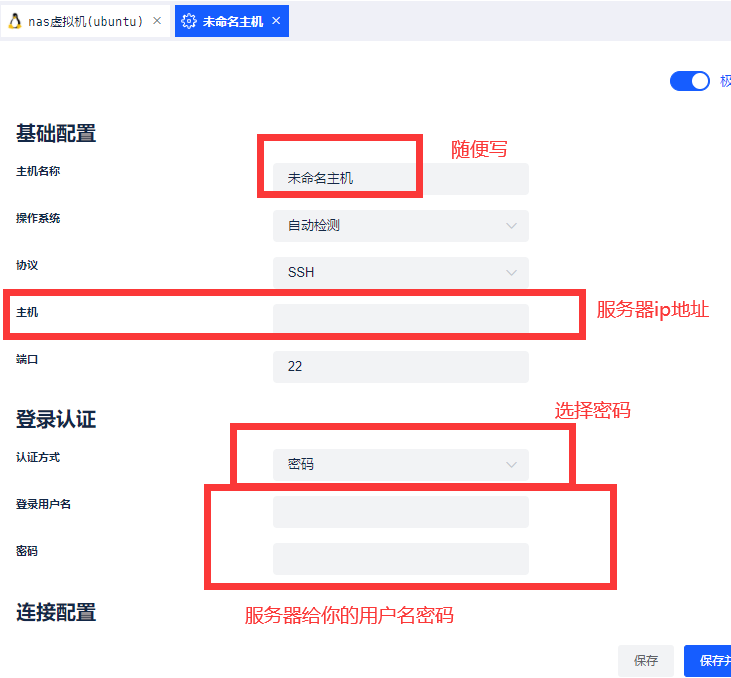 nas虚拟机(ubuntu) × 未命名主机 ×
极
基础配置
随便写
主机名称 未命名主机
操作系统 自动检测
协议 SSH
主机 服务器ip地址
端口 22
选择密码
登录认证
认证方式 密码
登录用户名
密码
连接配置 服务器给你的用户名密码
保存 保存并